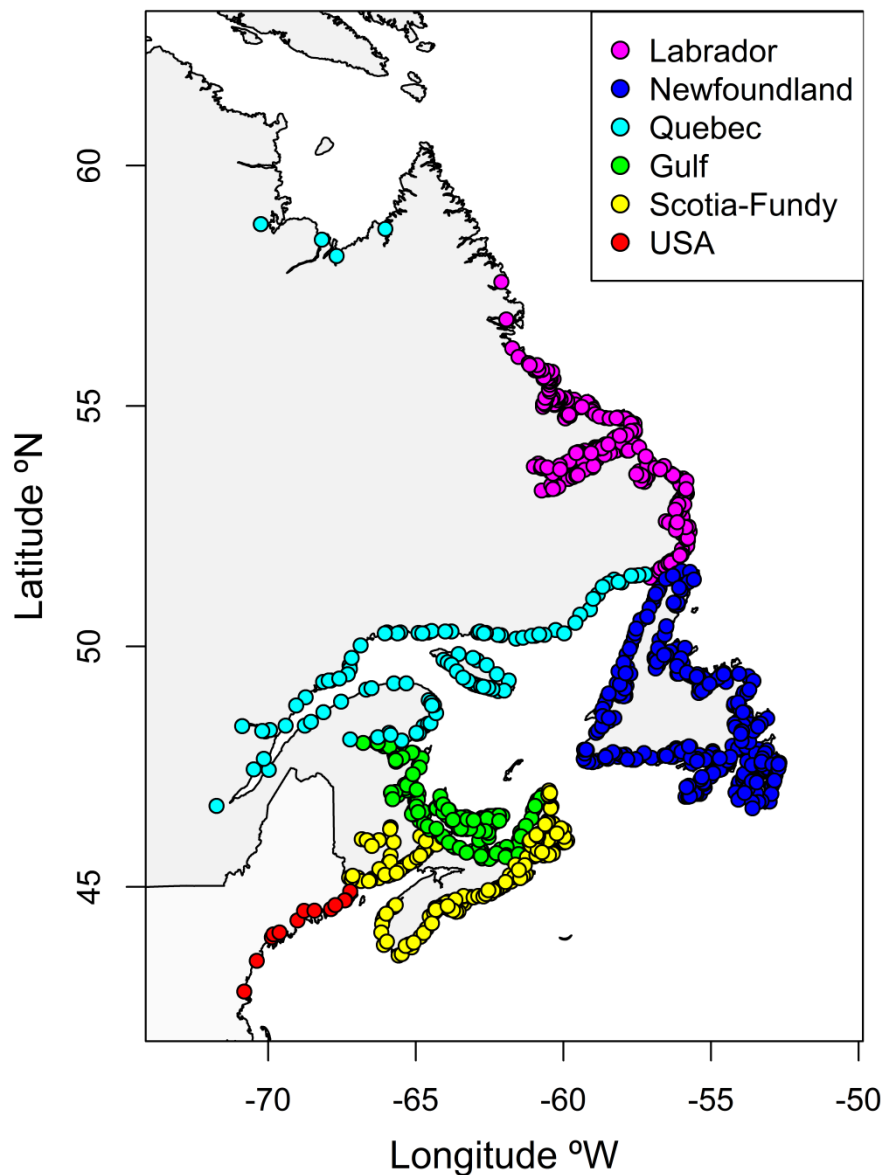 Labrador
Newfoundland
Quebec
Gulf
Scotia-Fundy
USA
60
55
50
45
Latitude ºN
-70
-65
-60
-55
-50
Longitude ºW